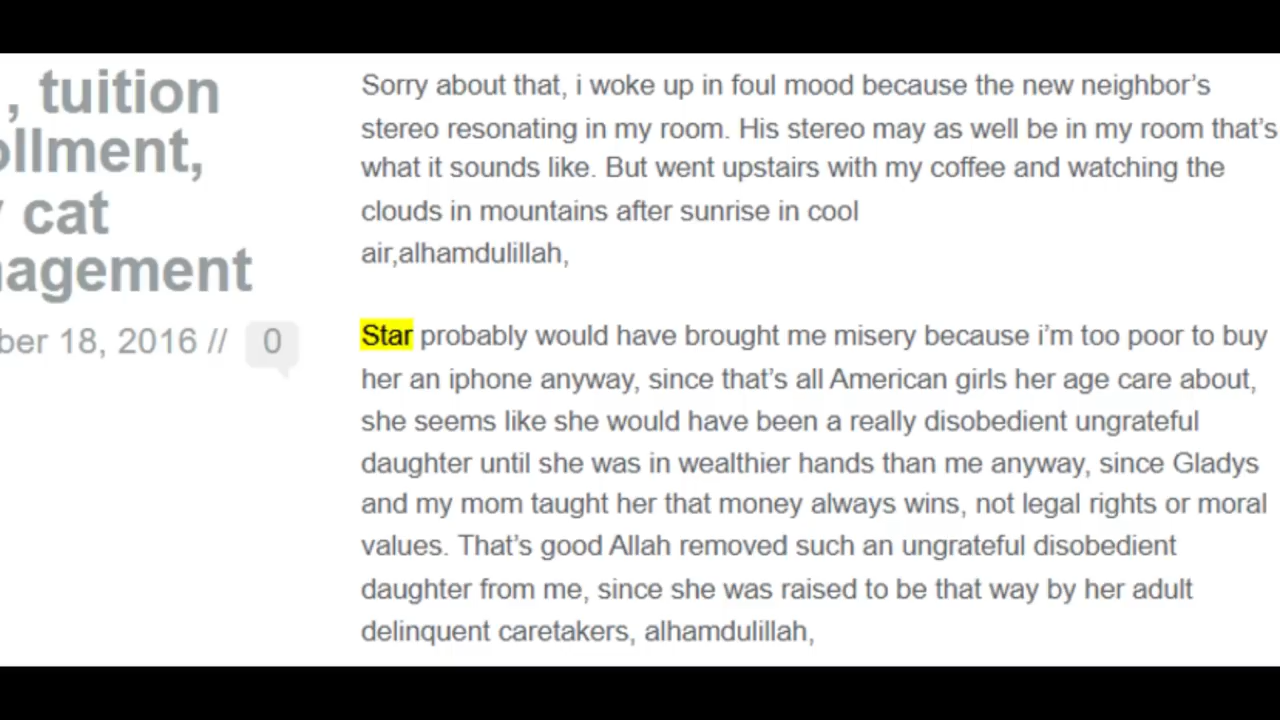 , tuition
ollment,
cat
nagement
ber 18, 2016 // 0
Sorry about that, i woke up in foul mood because the new neighbor’s
stereo resonating in my room. His stereo may as well be in my room that’s
what it sounds like. But went upstairs with my coffee and watching the
clouds in mountains after sunrise in cool
air,alhamdulillah,
Star probably would have brought me misery because i’m too poor to buy
her an iphone anyway, since that’s all American girls her age care about,
she seems like she would have been a really disobedient ungrateful
daughter until she was in wealthier hands than me anyway, since Gladys
and my mom taught her that money always wins, not legal rights or moral
values. That’s good Allah removed such an ungrateful disobedient
daughter from me, since she was raised to be that way by her adult
delinquent caretakers, alhamdulillah,